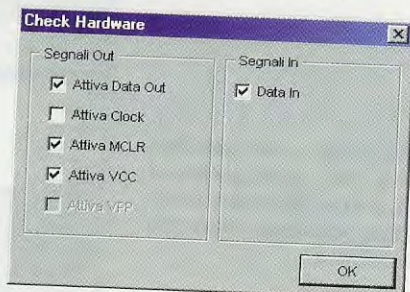 Check Hardware
Segnali Out
Attiva Data Out
Attiva Clock
Attiva MCLR
Attiva VCC
Attiva VPP
Segnali In
Data In
OK